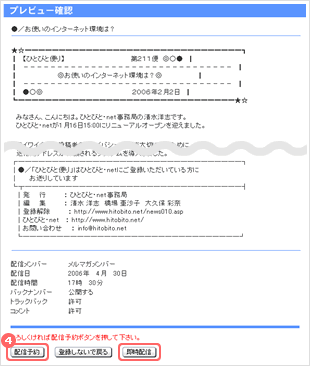 プレビュー確認
●／お使いのインターネット環境は？
★☆
【ひとびと便り】 第211便 ◎○●
◎お使いのインターネット環境は？◎
●○◎ 2006年2月2日
★☆
みなさん、こんにちは。ひとびと・net事務局の清水洋志です。
ひとびと・netが1月16日15:00にリニューアルオープンを迎えました。
●／「ひとびと便り」はひとびと・netにご登録いただいている方に
お送りしています
発　行　：ひとびと・net事務局
編　集　：清水 洋志　橋場 亜沙子　大久保 彩奈
登録解除　：http://www.hitobito.net/news010.asp
ひとびと・net　：http://www.hitobito.net/
お問い合わせ　：info@hitobito.net
配信メンバー　メルマガメンバー
配信日　2006年　4月　30日
配信時間　17時　30分
バックナンバー　公開する
トラックバック　許可
コメント　許可
よろしければ配信予約ボタンを押して下さい。
4
配信予約　登録しないで戻る　即時配信